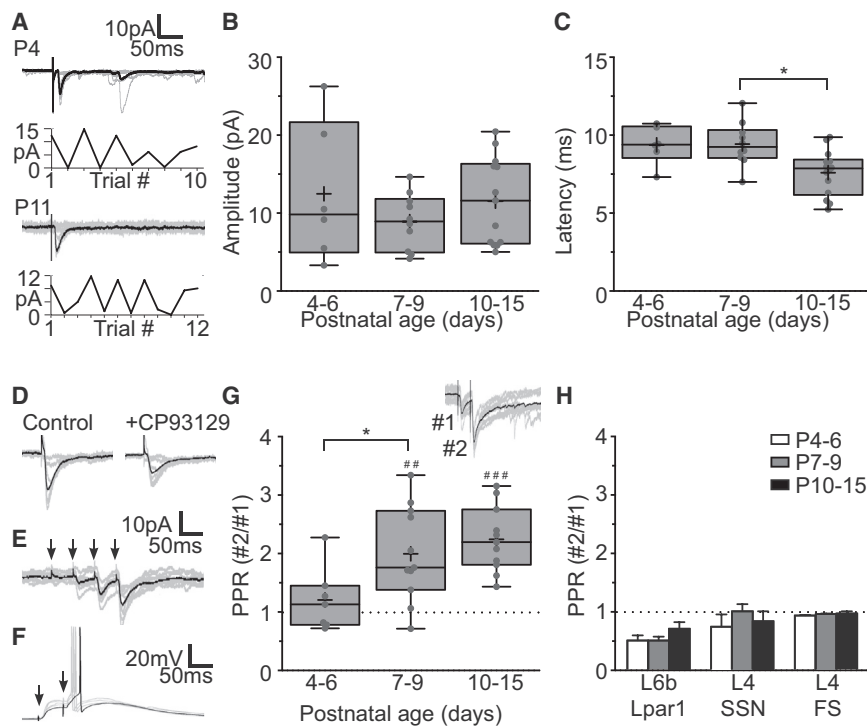 A
10pA
50ms
P4
15
pA
0
1 Trial # 10
P11
12
pA
0
1 Trial # 12
B
Amplitude (pA)
30
20
10
0
4-6 7-9 10-15
Postnatal age (days)
C
Latency (ms)
15
10
5
0
*
4-6 7-9 10-15
Postnatal age (days)
D
Control +CP93129
10pA
50ms
E
F
20mV
50ms
G
#1
#2
PPR (#2/#1)
4
3
2
1
0
*
##
###
4-6 7-9 10-15
Postnatal age (days)
H
PPR (#2/#1)
4
3
2
1
0
P4-6
P7-9
P10-15
L6b L4 L4
Lpar1 SSN FS